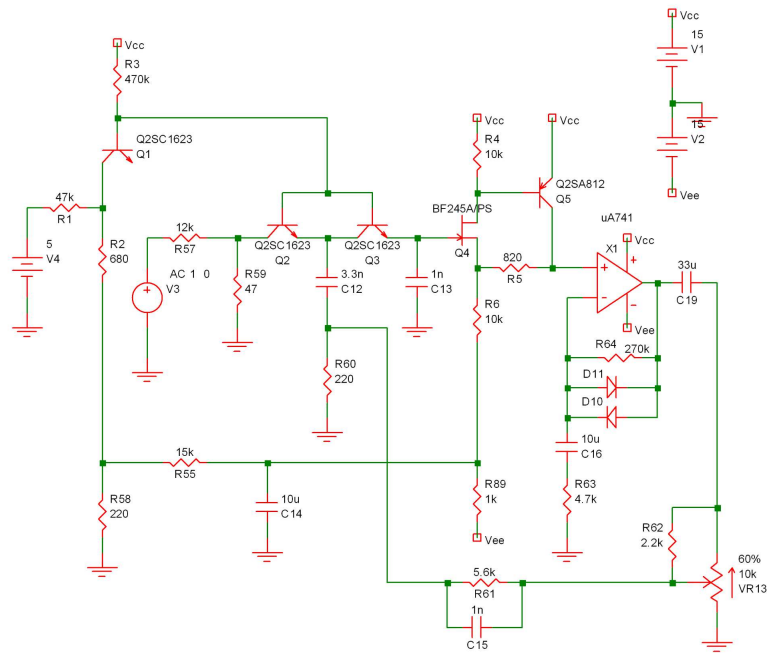 Vcc
15
V1
R3
470k
15
V2
Vcc
Vcc
Q2SC1623
Q1
R4
10k
Q2SA812
Q5
Vee
47k
R1
BF245A/PS
uA741
5
V4
R2
680
12k
R57
Q2SC1623
Q2
Q2SC1623
Q3
Q4
X1
Vcc
AC 1 0
V3
R59
47
3.3n
C12
1n
C13
820
R5
33u
C19
R6
10k
Vee
R60
220
R64
270k
D11
D10
10u
C16
15k
R55
R58
220
10u
C14
R89
1k
R63
4.7k
Vee
R62
2.2k
5.6k
R61
1n
C15
60%
10k
VR13